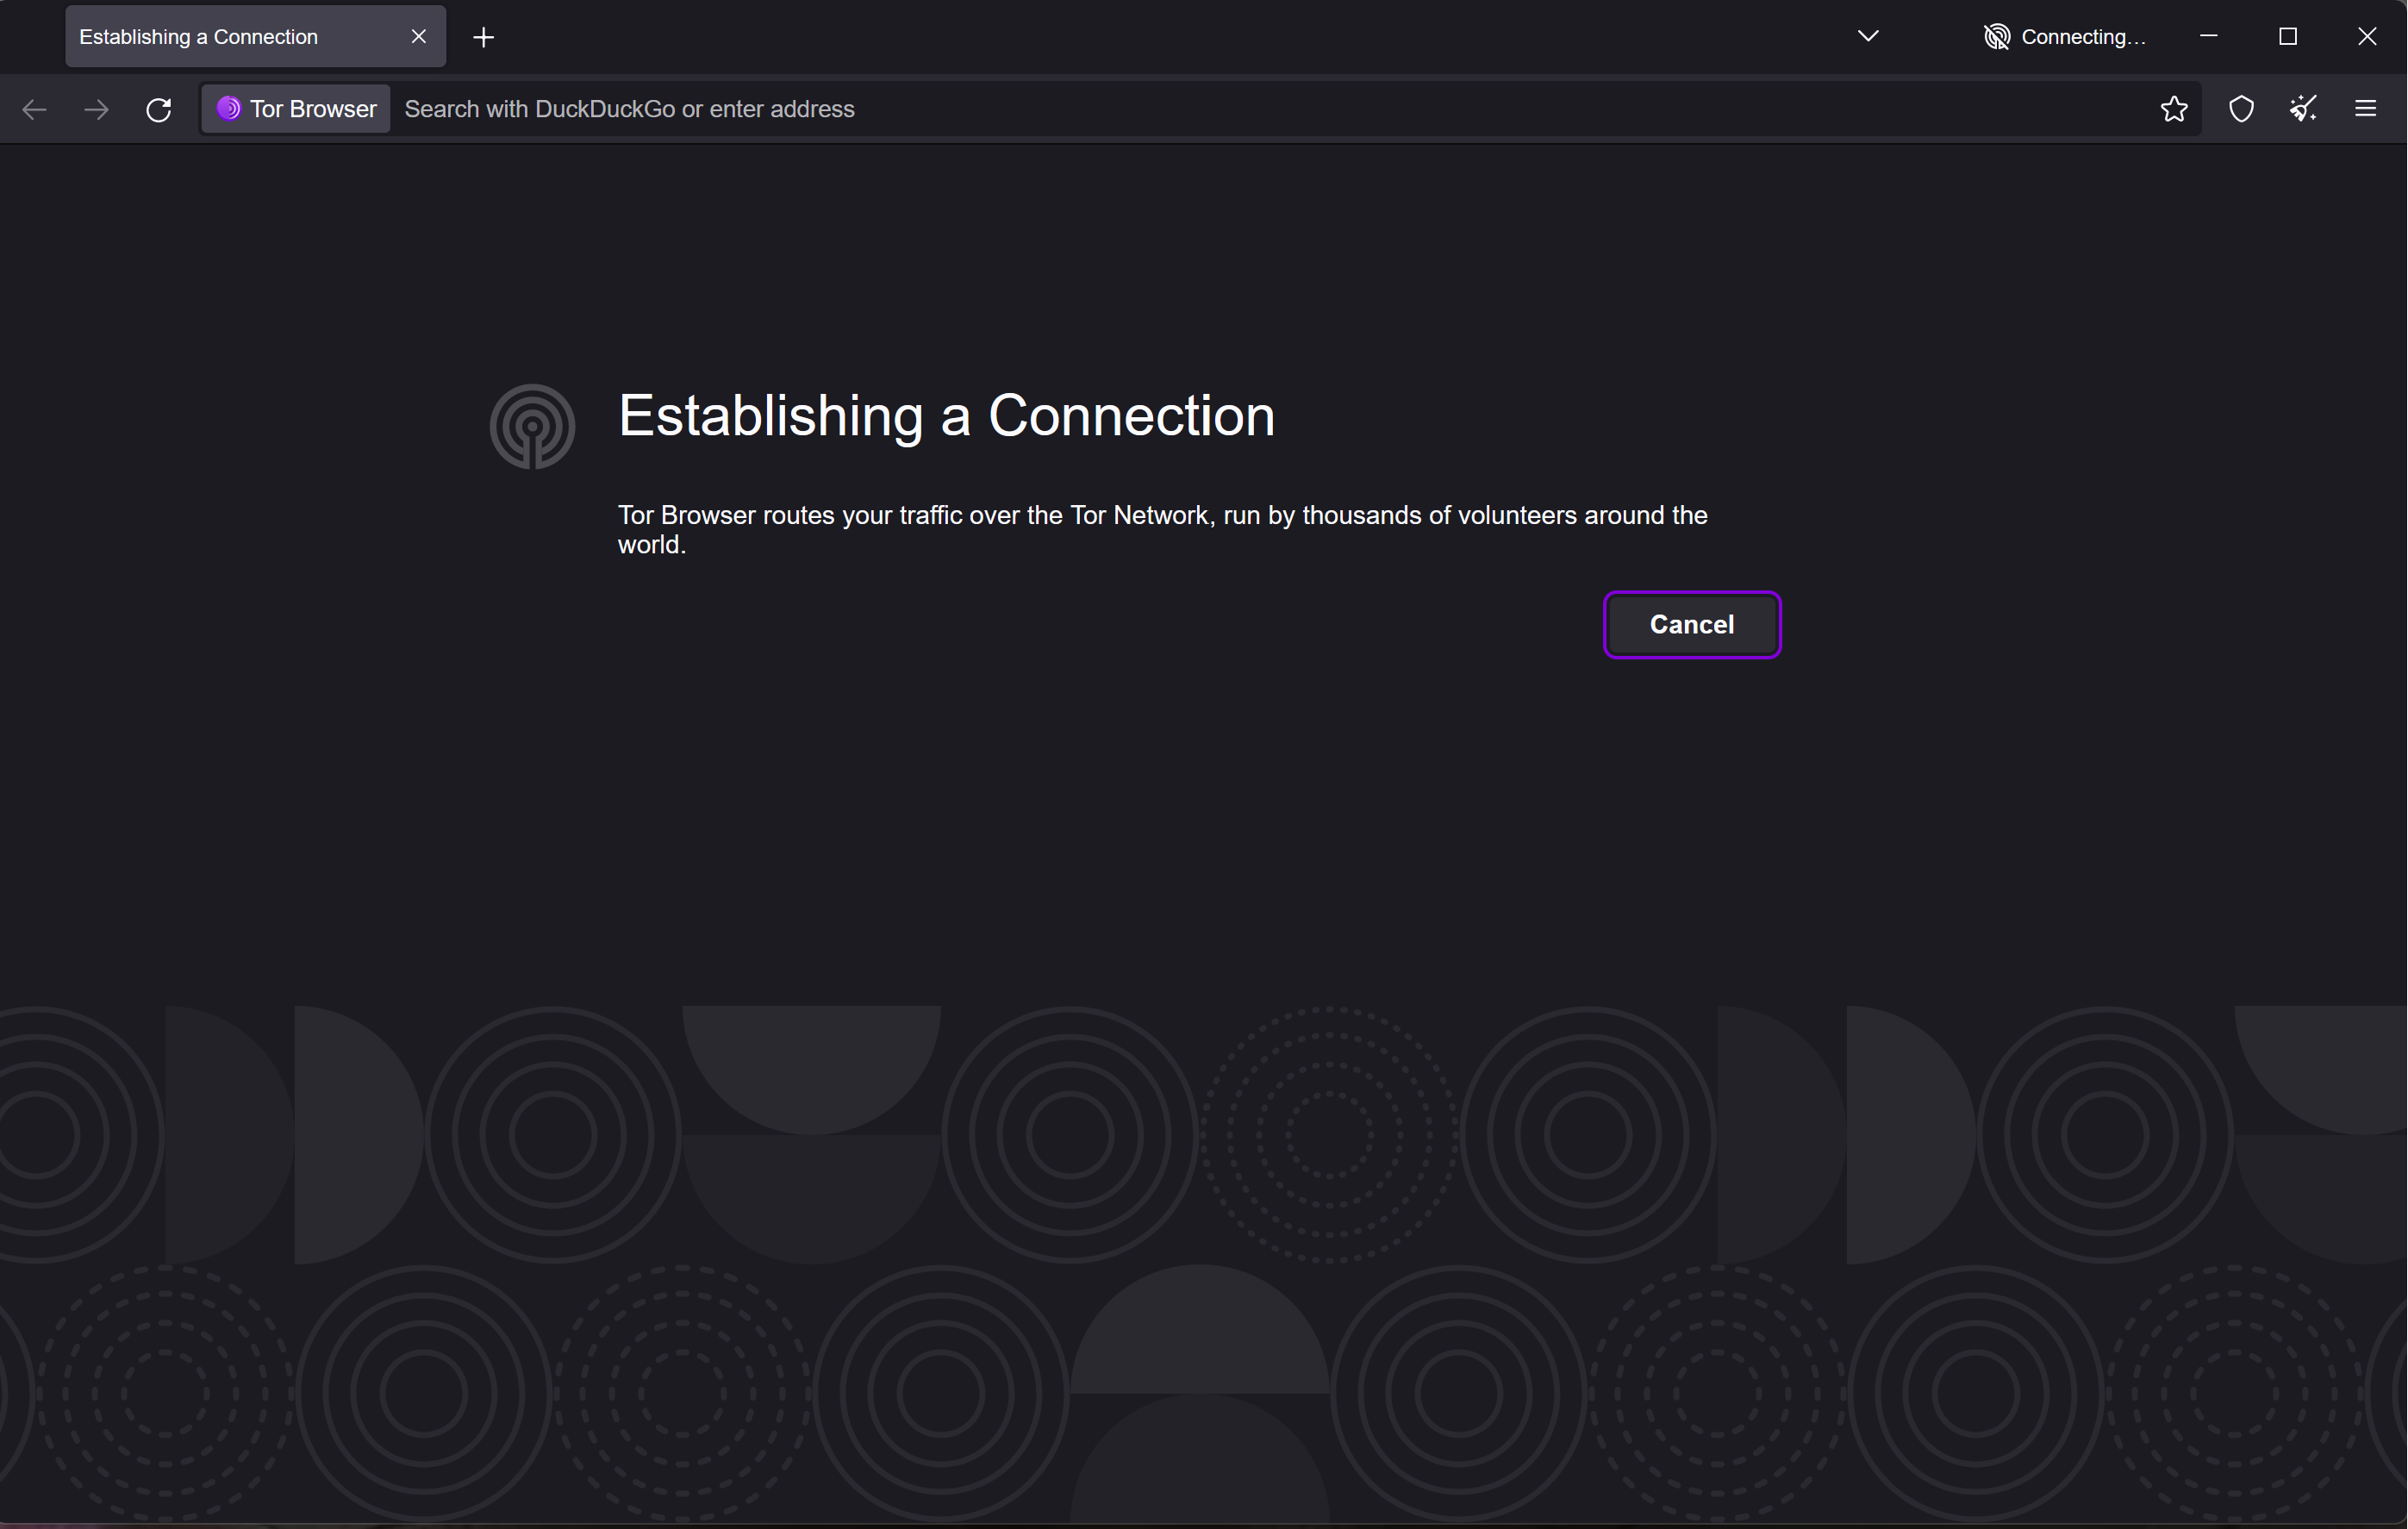 Establishing a Connection
Connecting...
Tor Browser
Search with DuckDuckGo or enter address
Establishing a Connection
Tor Browser routes your traffic over the Tor Network, run by thousands of volunteers around the
world.
Cancel